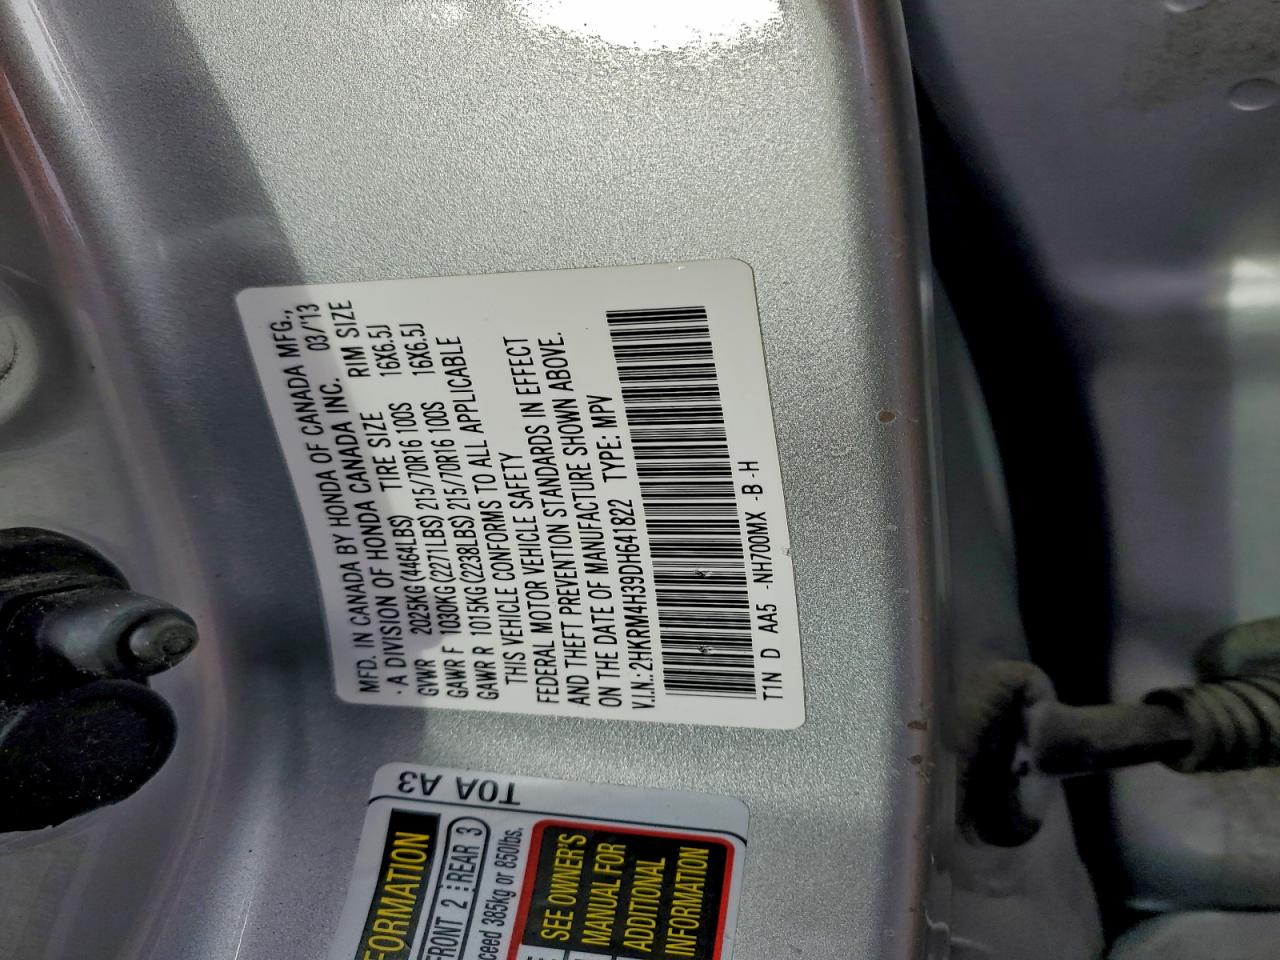 MFD. IN CANADA BY HONDA OF CANADA MFG.,
· A DIVISION OF HONDA CANADA INC. 03/'13
TIRE SIZE RIM SIZE
GVWR 2025KG (4464LBS)
GAWR F 1030KG (2271LBS) 215/70R16 100S 16X6.5J
GAWR R 1015KG (2238LBS) 215/70R16 100S 16X6.5J
THIS VEHICLE CONFORMS TO ALL APPLICABLE
FEDERAL MOTOR VEHICLE SAFETY
AND THEFT PREVENTION STANDARDS IN EFFECT
ON THE DATE OF MANUFACTURE SHOWN ABOVE.
V.I.N.: 2HKRM4H39DH641822 TYPE: MPV
T1N D AA5 -NH700MX -B -H
TOA A3
FORMATION
FRONT 2 REAR 3
ceed 385kg or 850lbs.
SEE OWNER'S
MANUAL FOR
ADDITIONAL
INFORMATION